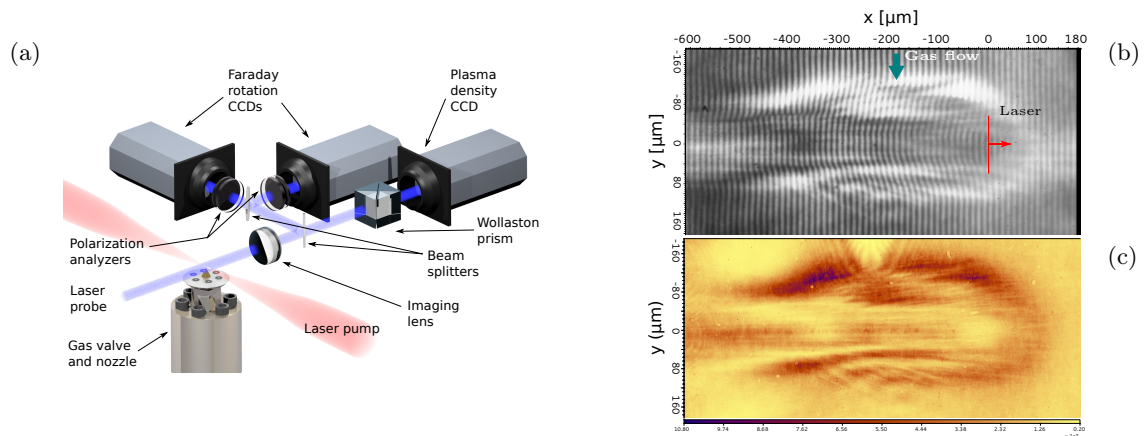 (a)
Faraday
rotation
CCDs
Plasma
density
CCD
Polarization
analyzers
Laser
probe
Gas valve
and nozzle
Laser pump
Imaging
lens
Beam
splitters
Wollaston
prism
x [µm]
-600 -500 -400 -300 -200 -100 0 100 180
(b)
y [µm]
-160 -80 0 80 160
Gas flow
Laser
(c)
y (µm)
-160 -80 0 80 160
10.80 9.74 8.68 7.62 6.56 5.50 4.44 3.38 2.32 1.26 0.20